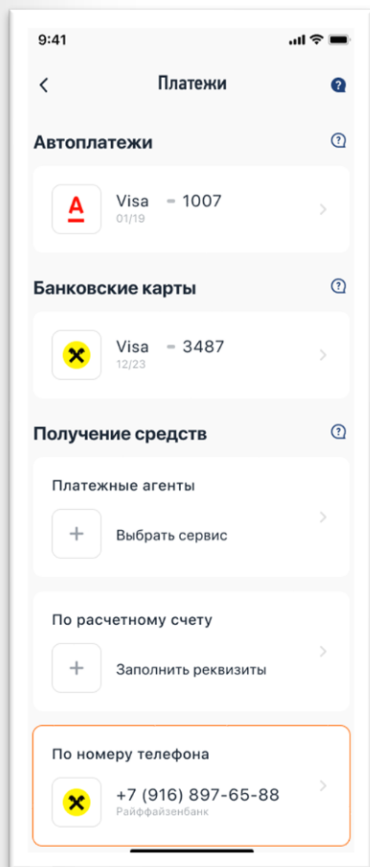 9:41
Платежи
Автоплатежи
Visa - 1007
01/19
Банковские карты
Visa - 3487
12/23
Получение средств
Платежные агенты
Выбрать сервис
По расчетному счету
Заполнить реквизиты
По номеру телефона
+7 (916) 897-65-88
Райффайзенбанк